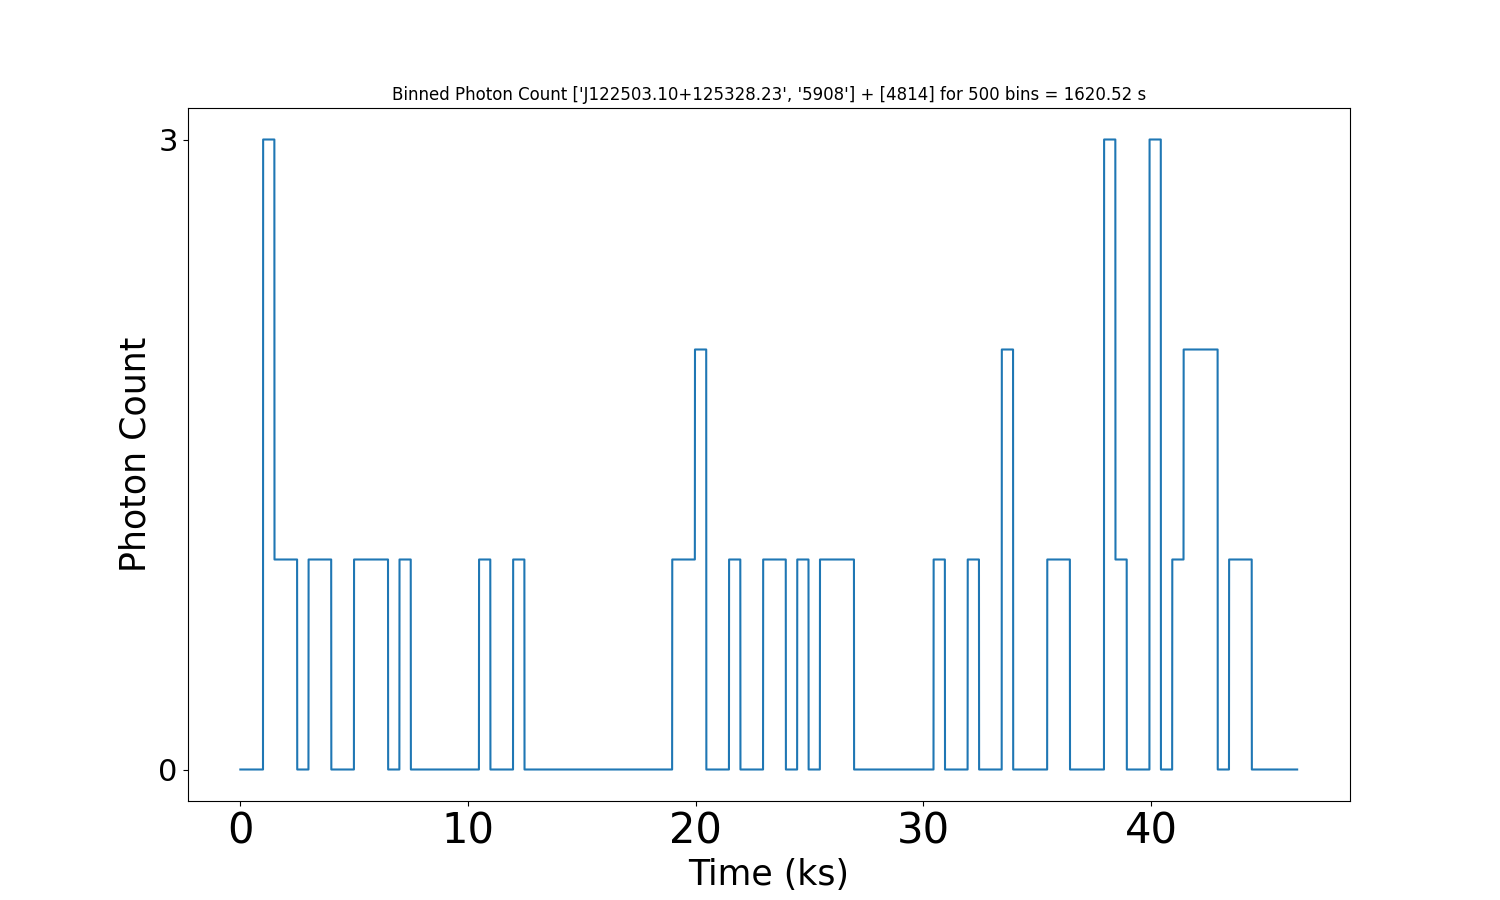 Binned Photon Count ['J122503.10+125328.23', '5908'] + [4814] for 500 bins = 1620.52 s
3
0
Photon Count
0 10 20 30 40
Time (ks)